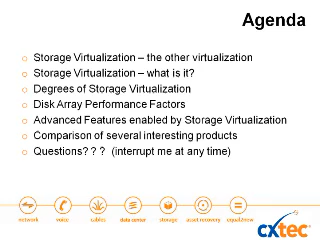 Agenda
Storage Virtualization – the other virtualization
Storage Virtualization – what is it?
Degrees of Storage Virtualization
Disk Array Performance Factors
Advanced Features enabled by Storage Virtualization
Comparison of several interesting products
Questions? ? ? (interrupt me at any time)
network voice cables data center storage asset recovery equal2new
cxtec